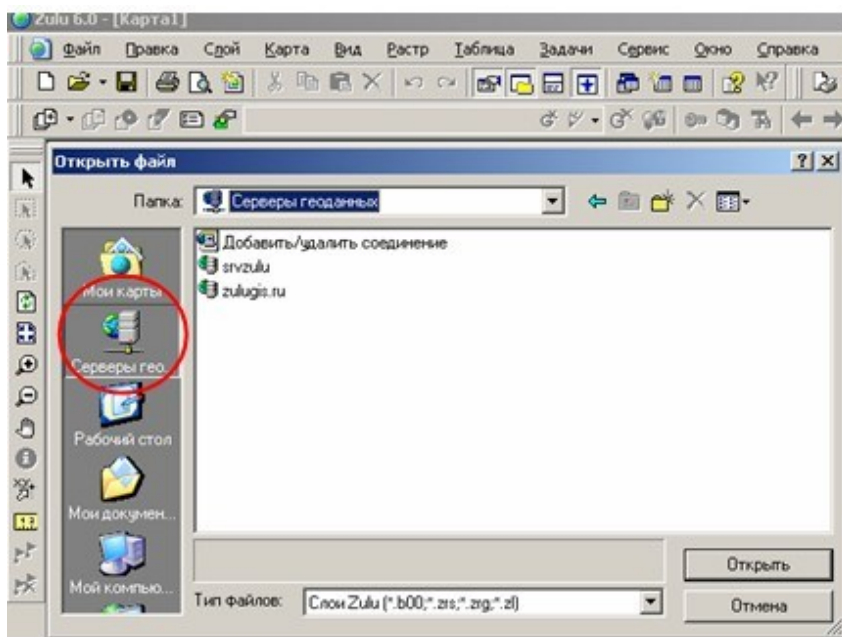 Zulu 6.0 - [Карта1]
Файл Правка Слой Карта Вид Растр Таблица Задачи Сервис Окно Справка
Открыть файл
Папка: Серверы геоданных
Добавить/удалить соединение
srvzulu
zulugis.ru
Мои карты
Серверы гео...
Рабочий стол
Мои докумен...
Мой компью...
Открыть
Тип файлов: Слои Zulu (*.b00;*.zrs;*.zrg;*.zl)
Отмена